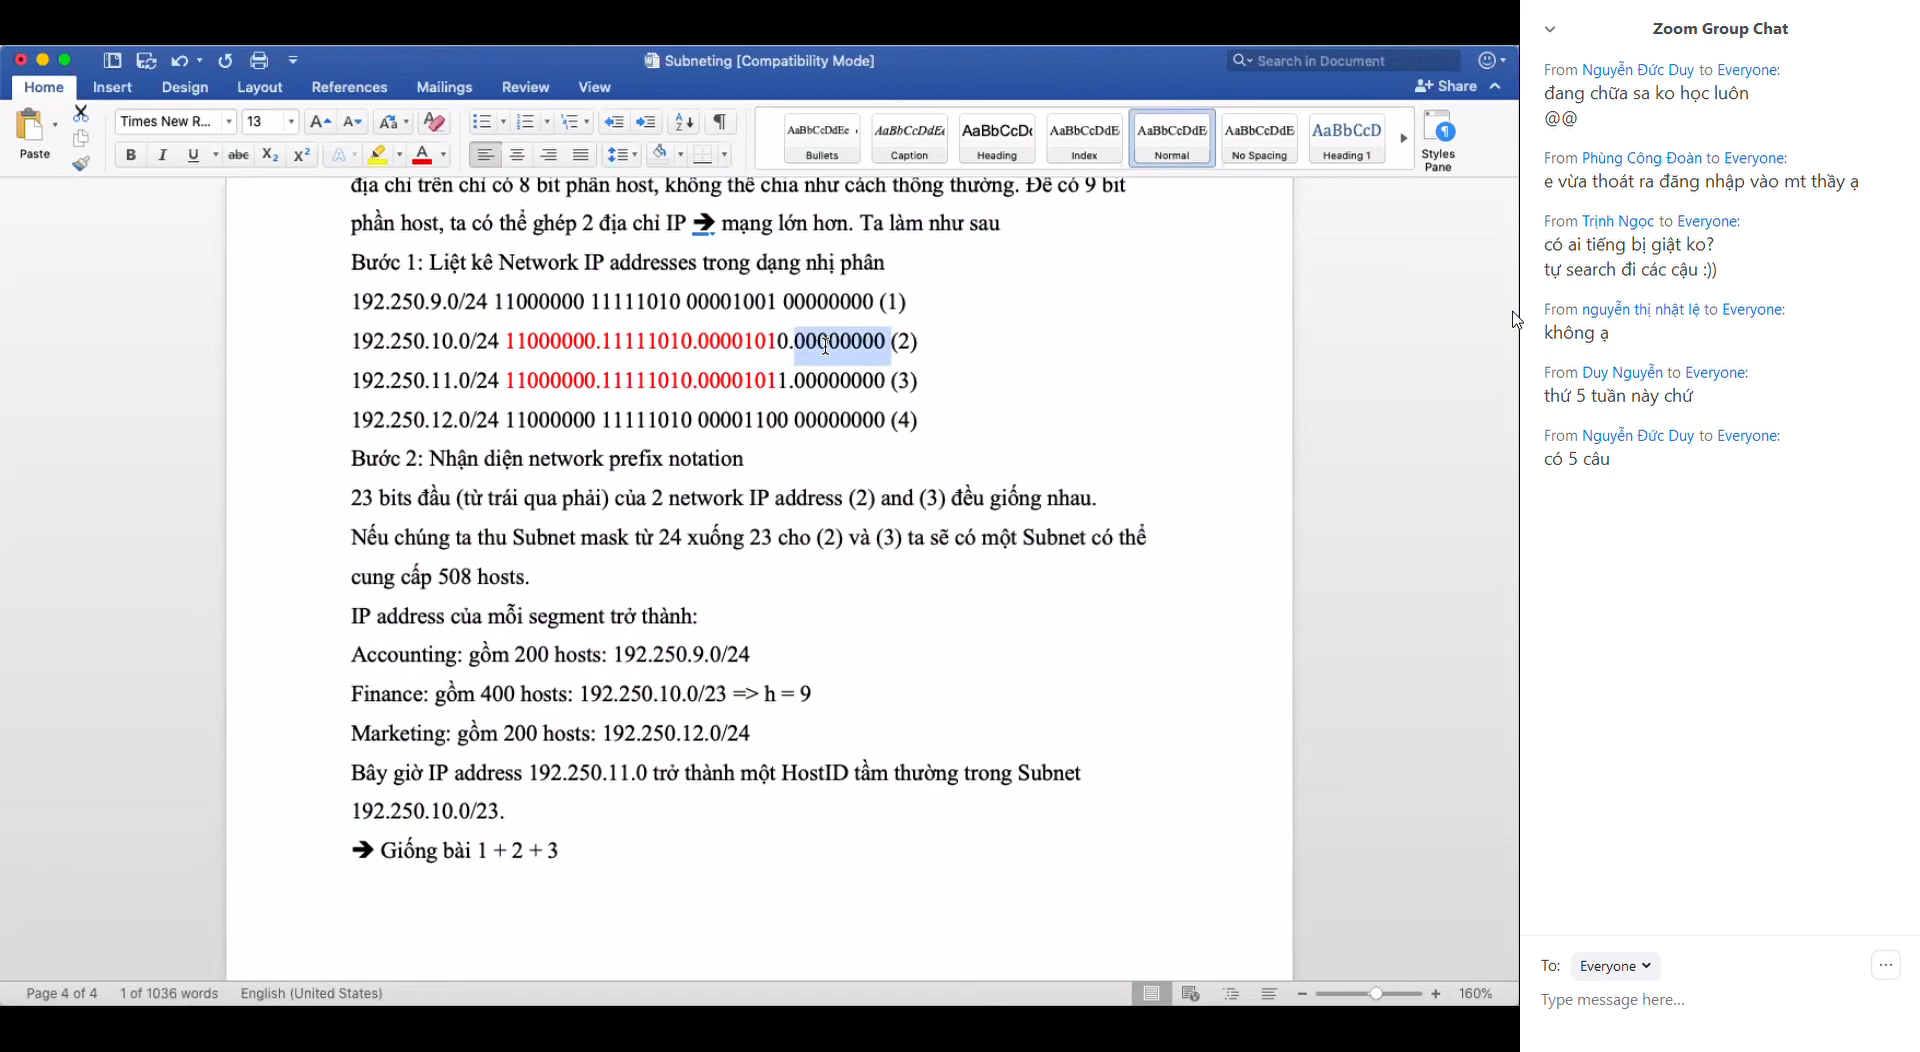 Subneting [Compatibility Mode]
Search in Document
Home
Insert
Design
Layout
References
Mailings
Review
View
Share
Paste
Times New R...
13
AaBbCcDdEe
Bullets
AaBbCcDdEe
Caption
AaBbCcDc
Heading
AaBbCcDdE
Index
AaBbCcDdE
Normal
AaBbCcDdE
No Spacing
AaBbCcD
Heading 1
Styles
Pane
địa chỉ trên chỉ có 8 bit phần host, không thể chia như cách thông thường. Để có 9 bit
phần host, ta có thể ghép 2 địa chỉ IP ➔ mạng lớn hơn. Ta làm như sau
Bước 1: Liệt kê Network IP addresses trong dạng nhị phân
192.250.9.0/24 11000000 11111010 00001001 00000000 (1)
192.250.10.0/24 11000000.11111010.00001010.00000000 (2)
192.250.11.0/24 11000000.11111010.00001011.00000000 (3)
192.250.12.0/24 11000000 11111010 00001100 00000000 (4)
Bước 2: Nhận diện network prefix notation
23 bits đầu (từ trái qua phải) của 2 network IP address (2) and (3) đều giống nhau.
Nếu chúng ta thu Subnet mask từ 24 xuống 23 cho (2) và (3) ta sẽ có một Subnet có thể
cung cấp 508 hosts.
IP address của mỗi segment trở thành:
Accounting: gồm 200 hosts: 192.250.9.0/24
Finance: gồm 400 hosts: 192.250.10.0/23 => h = 9
Marketing: gồm 200 hosts: 192.250.12.0/24
Bây giờ IP address 192.250.11.0 trở thành một HostID tầm thường trong Subnet
192.250.10.0/23.
➔ Giống bài 1 + 2 + 3
Page 4 of 4
1 of 1036 words
English (United States)
160%
Zoom Group Chat
From Nguyễn Đức Duy to Everyone:
đang chữa sa ko học luôn
@@
From Phùng Công Đoàn to Everyone:
e vừa thoát ra đăng nhập vào mt thầy ạ
From Trịnh Ngọc to Everyone:
có ai tiếng bị giật ko?
tự search đi các cậu :))
From nguyễn thị nhật lệ to Everyone:
không ạ
From Duy Nguyễn to Everyone:
thứ 5 tuần này chứ
From Nguyễn Đức Duy to Everyone:
có 5 câu
To: Everyone
Type message here...